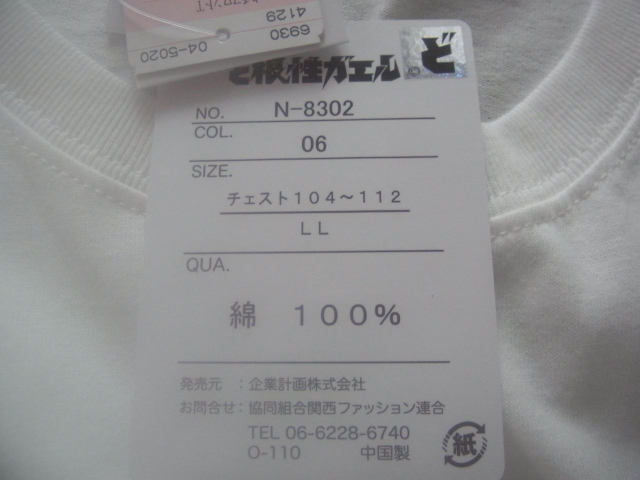 6930
4129
04-5020
ど根性ガエル ど
NO. N-8302
COL. 06
SIZE.
チェスト104～112
LL
QUA.
綿 100%
発売元 : 企業計画株式会社
お問合せ : 協同組合関西ファッション連合
TEL 06-6228-6740
O-110 中国製
紙